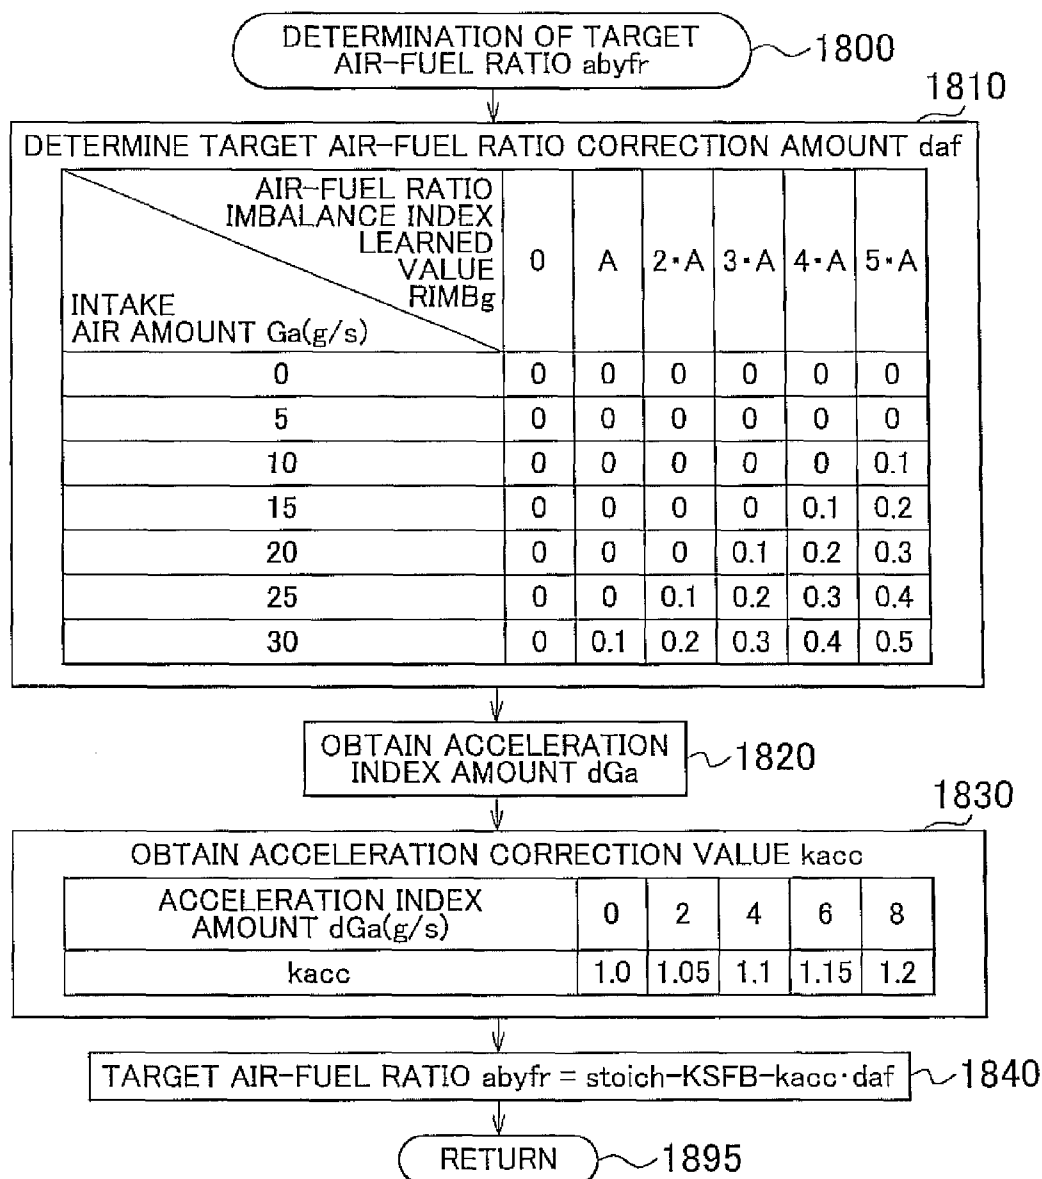 DETERMINATION OF TARGET
AIR-FUEL RATIO abyfr
1800
1810
DETERMINE TARGET AIR-FUEL RATIO CORRECTION AMOUNT daf
AIR-FUEL RATIO
IMBALANCE INDEX
LEARNED
VALUE
RIMBg
INTAKE
AIR AMOUNT Ga(g/s)
0 A 2・A 3・A 4・A 5・A
0 0 0 0 0 0 0
5 0 0 0 0 0 0
10 0 0 0 0 0 0.1
15 0 0 0 0 0.1 0.2
20 0 0 0 0.1 0.2 0.3
25 0 0 0.1 0.2 0.3 0.4
30 0 0.1 0.2 0.3 0.4 0.5
OBTAIN ACCELERATION
INDEX AMOUNT dGa
1820
1830
OBTAIN ACCELERATION CORRECTION VALUE kacc
ACCELERATION INDEX
AMOUNT dGa(g/s)
0 2 4 6 8
kacc 1.0 1.05 1.1 1.15 1.2
TARGET AIR-FUEL RATIO abyfr = stoich-KSFB-kacc・daf
1840
RETURN
1895